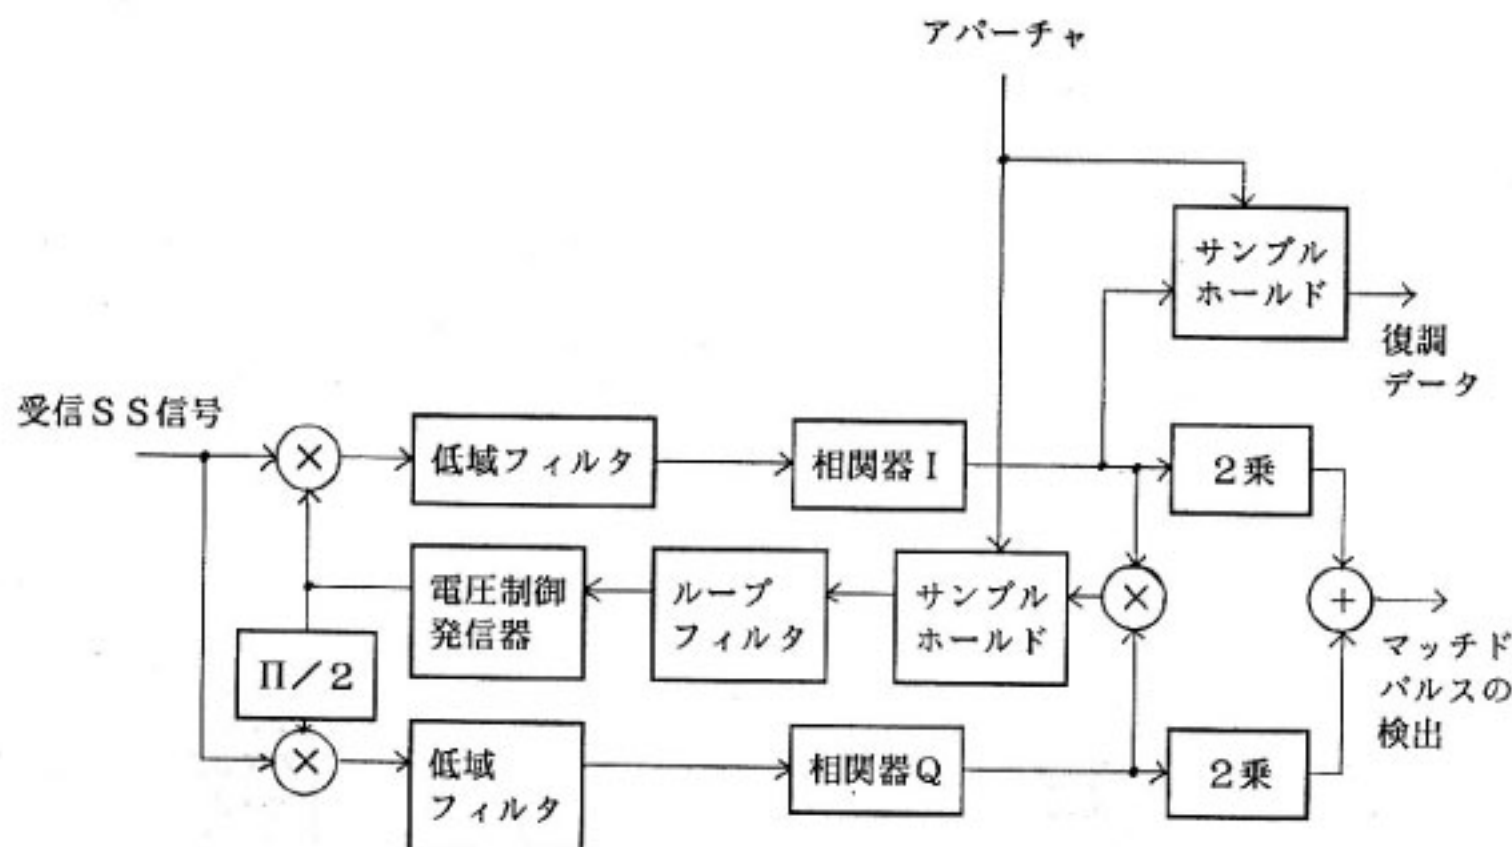 アパーチャ
サンプル
ホールド
復調
データ
受信SS信号
×
低域フィルタ
相関器I
2乗
電圧制御
発信器
ループ
フィルタ
サンプル
ホールド
×
+
マッチド
パルスの
検出
Π/2
×
低域
フィルタ
相関器Q
2乗